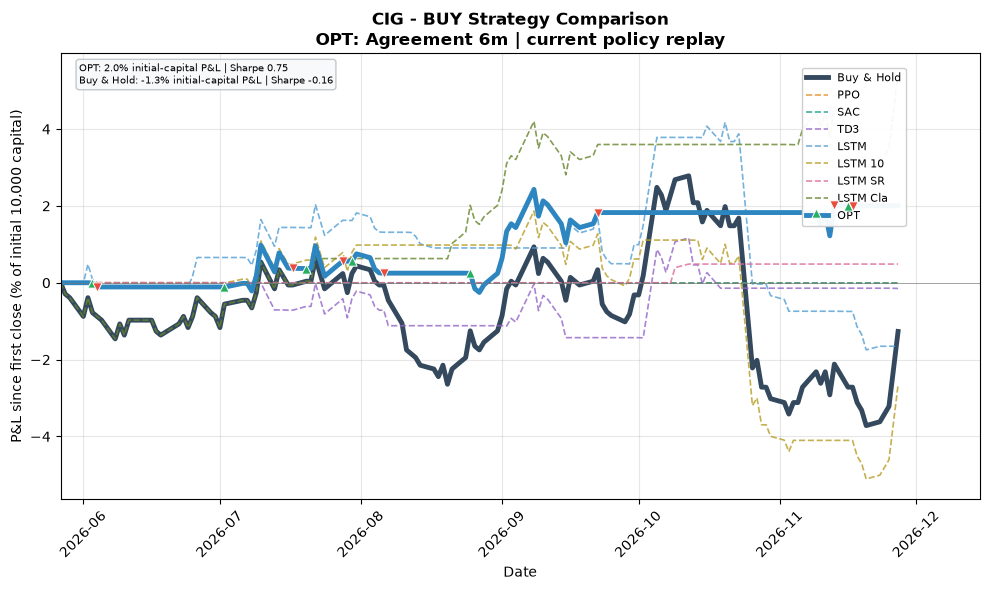 CIG - BUY Strategy Comparison
OPT: Agreement 6m | current policy replay
OPT: 2.0% initial-capital P&L | Sharpe 0.75
Buy & Hold: -1.3% initial-capital P&L | Sharpe -0.16
Buy & Hold
PPO
SAC
TD3
LSTM
LSTM 10
LSTM SR
LSTM Cla
OPT
P&L since first close (% of initial 10,000 capital)
4
2
0
−2
−4
2026-06
2026-07
2026-08
2026-09
2026-10
2026-11
2026-12
Date